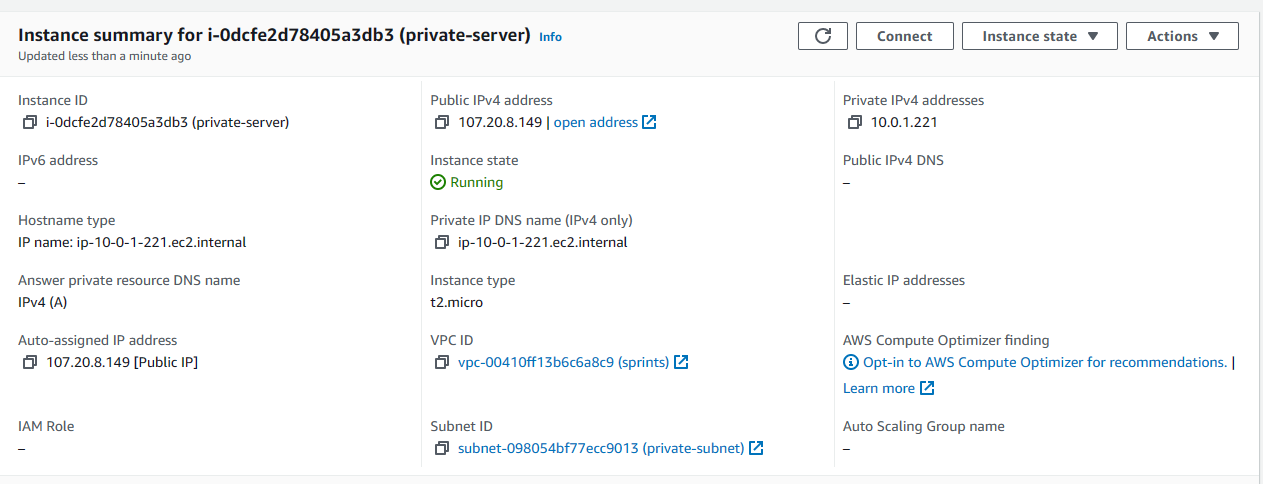 Instance summary for i-0dcfe2d78405a3db3 (private-server) Info
Updated less than a minute ago
Connect
Instance state
Actions
Instance ID
i-0dcfe2d78405a3db3 (private-server)
Public IPv4 address
107.20.8.149 | open address
Private IPv4 addresses
10.0.1.221
IPv6 address
–
Instance state
Running
Public IPv4 DNS
–
Hostname type
IP name: ip-10-0-1-221.ec2.internal
Private IP DNS name (IPv4 only)
ip-10-0-1-221.ec2.internal
Answer private resource DNS name
IPv4 (A)
Instance type
t2.micro
Elastic IP addresses
–
Auto-assigned IP address
107.20.8.149 [Public IP]
VPC ID
vpc-00410ff13b6c6a8c9 (sprints)
AWS Compute Optimizer finding
Opt-in to AWS Compute Optimizer for recommendations. |
Learn more
IAM Role
–
Subnet ID
subnet-098054bf77ecc9013 (private-subnet)
Auto Scaling Group name
–